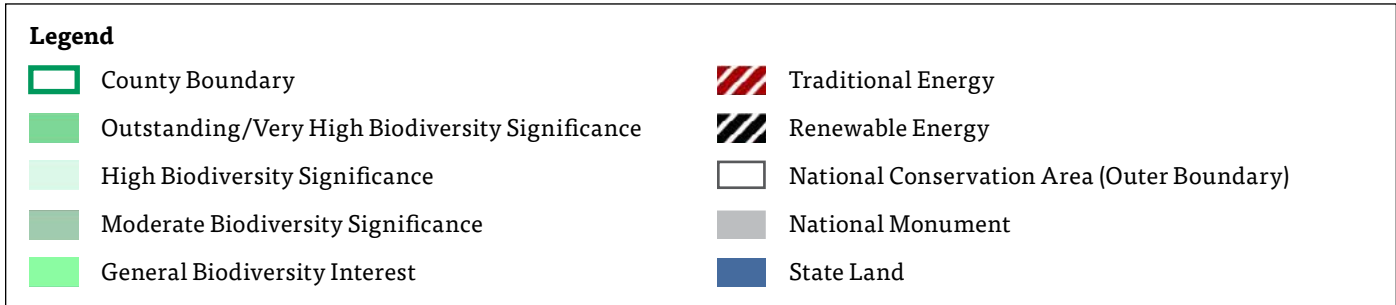 Legend
County Boundary
Outstanding/Very High Biodiversity Significance
High Biodiversity Significance
Moderate Biodiversity Significance
General Biodiversity Interest
Traditional Energy
Renewable Energy
National Conservation Area (Outer Boundary)
National Monument
State Land